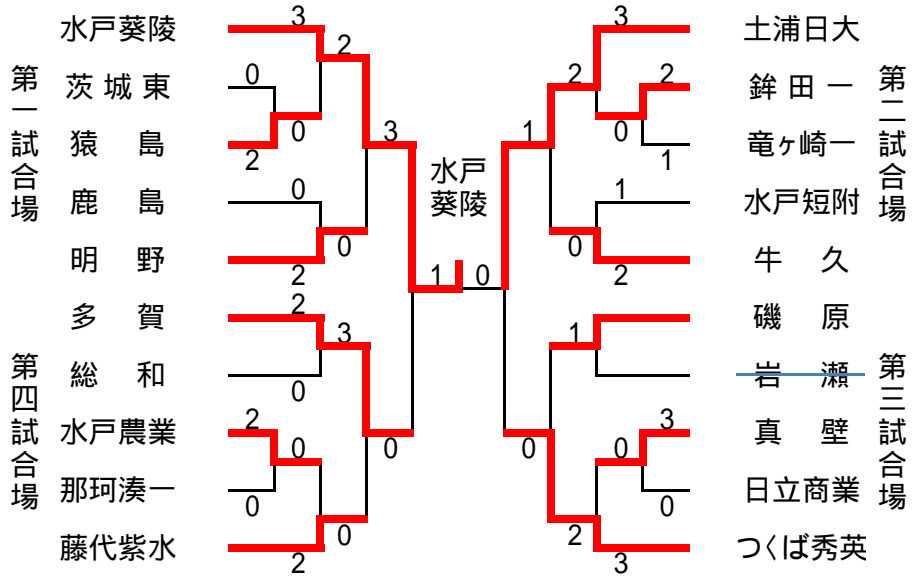 第一試合場
水戸葵陵
茨城東
猿島
鹿島
明野
第四試合場
多賀
総和
水戸農業
那珂湊一
藤代紫水
3
0
2
0
2
2
0
2
0
2
2
0
0
3
0
0
3
0
1
水戸
葵陵
0
1
0
2
0
1
2
0
0
3
2
1
1
2
3
0
3
第二試合場
土浦日大
鉾田一
竜ヶ崎一
水戸短附
牛久
第三試合場
磯原
岩瀬
真壁
日立商業
つくば秀英